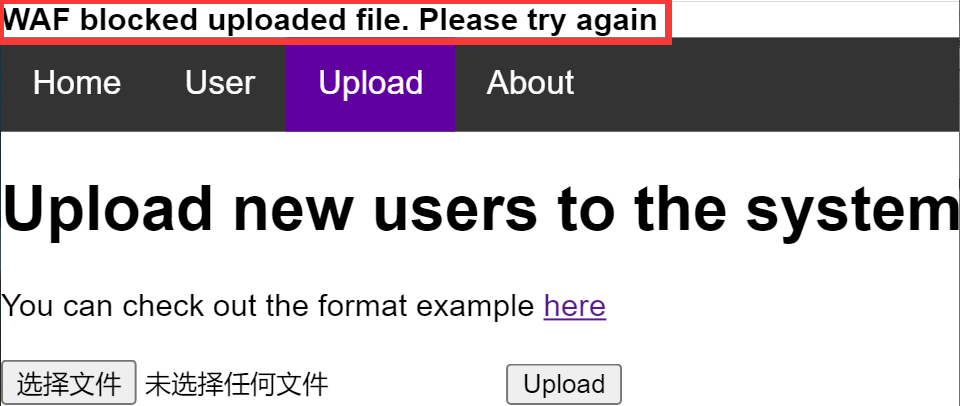 WAF blocked uploaded file. Please try again
Home User Upload About
Upload new users to the system
You can check out the format example here
选择文件 未选择任何文件 Upload